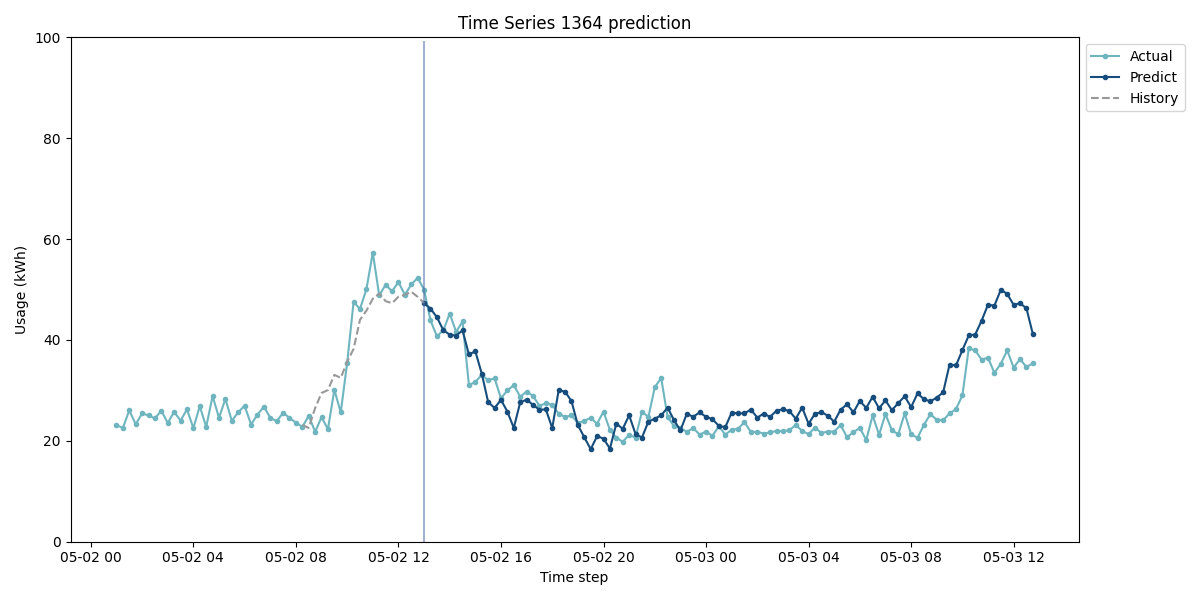 Time Series 1364 prediction
100
80
60
40
20
0
Usage (kWh)
05-02 00
05-02 04
05-02 08
05-02 12
05-02 16
05-02 20
05-03 00
05-03 04
05-03 08
05-03 12
Time step
Actual
Predict
History